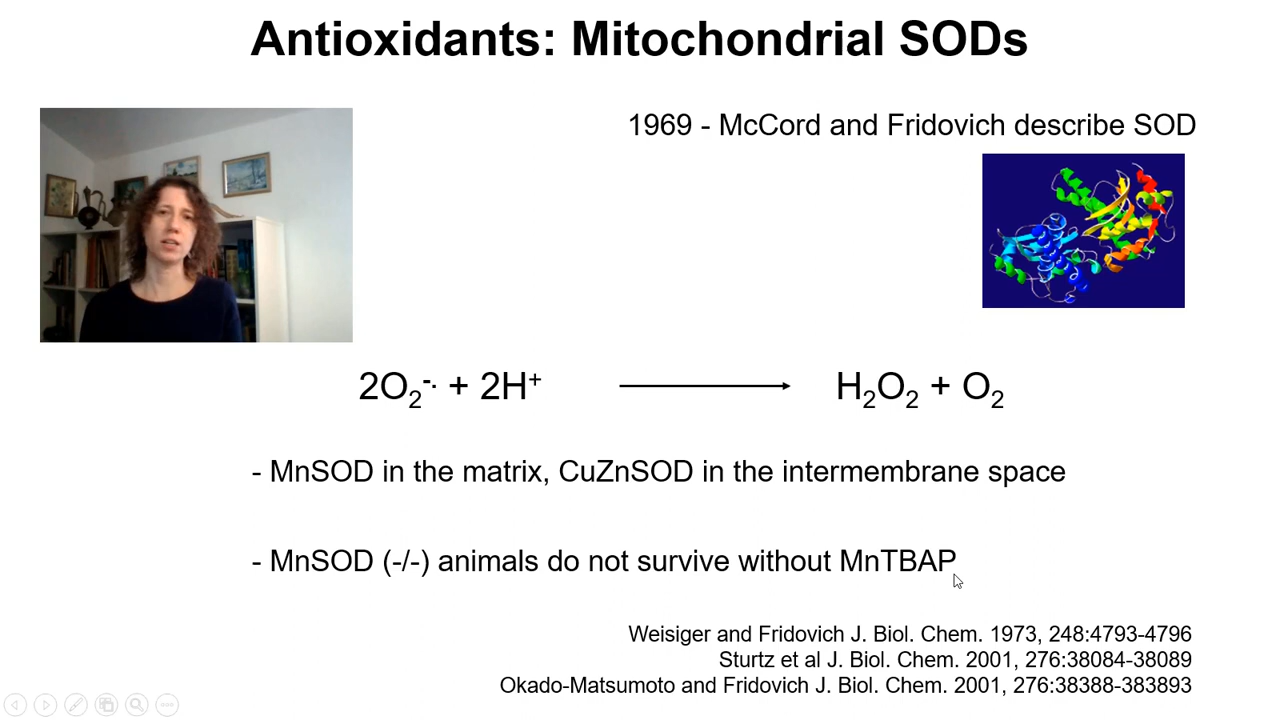 Antioxidants: Mitochondrial SODs
1969 - McCord and Fridovich describe SOD
2O₂⁻· + 2H⁺ → H₂O₂ + O₂
- MnSOD in the matrix, CuZnSOD in the intermembrane space
- MnSOD (-/-) animals do not survive without MnTBAP
Weisiger and Fridovich J. Biol. Chem. 1973, 248:4793-4796
Sturtz et al J. Biol. Chem. 2001, 276:38084-38089
Okado-Matsumoto and Fridovich J. Biol. Chem. 2001, 276:38388-383893